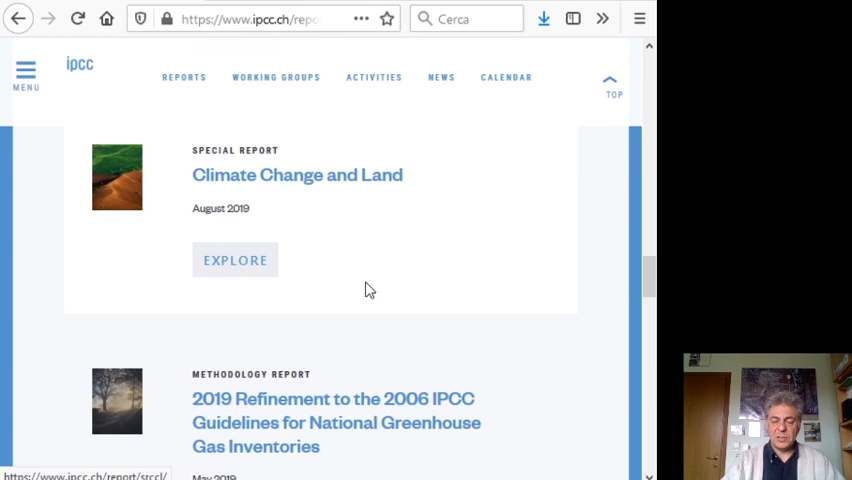 https://www.ipcc.ch/repo
Cerca
MENU
ipcc
REPORTS
WORKING GROUPS
ACTIVITIES
NEWS
CALENDAR
TOP
SPECIAL REPORT
Climate Change and Land
August 2019
EXPLORE
METHODOLOGY REPORT
2019 Refinement to the 2006 IPCC
Guidelines for National Greenhouse
Gas Inventories
May 2019
https://www.ipcc.ch/report/srccl/